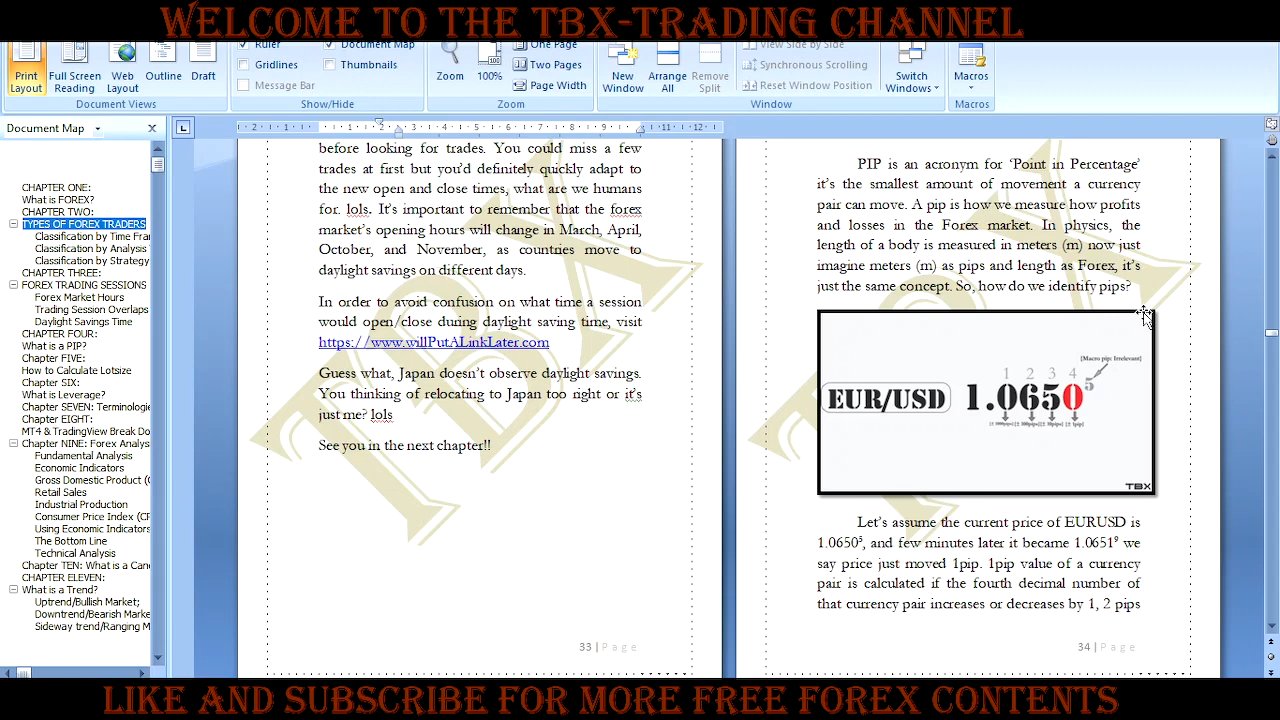 WELCOME TO THE TBX-TRADING CHANNEL
Ruler
Document Map
One Page
View Side by Side
Gridlines
Thumbnails
Two Pages
Synchronous Scrolling
Message Bar
Page Width
Reset Window Position
Print Layout
Full Screen Reading
Web Layout
Outline
Draft
Zoom
100%
New Window
Arrange All
Remove Split
Switch Windows
Macros
Document Views
Show/Hide
Zoom
Window
Macros
Document Map
CHAPTER ONE:
What is FOREX?
CHAPTER TWO:
TYPES OF FOREX TRADERS
Classification by Time Fra
Classification by Analysis
Classification by Strategy
CHAPTER THREE:
FOREX TRADING SESSIONS
Forex Market Hours
Trading Session Overlaps
Daylight Savings Time
CHAPTER FOUR:
What is a PIP?
Chapter FIVE:
How to Calculate Lotsize
Chapter SIX:
What is Leverage?
Chapter SEVEN: Terminologie
Chapter EIGHT:
MT4 & TradingView Break Do
Chapter NINE: Forex Analys
Fundamental Analysis
Economic Indicators
Gross Domestic Product (
Retail Sales
Industrial Production
Consumer Price Index (CP
Using Economic Indicators
The Bottom Line
Technical Analysis
Chapter TEN: What is a Can
CHAPTER ELEVEN:
What is a Trend?
Uptrend/Bullish Market;
Downtrend/Bearish Marke
Sideway trend/Ranging M
2 1 1 2 3 4 5 6 7 8 9 11 12
before looking for trades. You could miss a few
trades at first but you’d definitely quickly adapt to
the new open and close times, what are we humans
for. lols. It’s important to remember that the forex
market’s opening hours will change in March, April,
October, and November, as countries move to
daylight savings on different days.
In order to avoid confusion on what time a session
would open/close during daylight saving time, visit
https://www.willPutALinkLater.com
Guess what, Japan doesn’t observe daylight savings.
You thinking of relocating to Japan too right or it’s
just me? lols
See you in the next chapter!!
33 | Page
TBX
PIP is an acronym for ‘Point in Percentage’
it’s the smallest amount of movement a currency
pair can move. A pip is how we measure how profits
and losses in the Forex market. In physics, the
length of a body is measured in meters (m) now just
imagine meters (m) as pips and length as Forex, it’s
just the same concept. So, how do we identify pips?
[Macro pip: Irrelevant]
1 2 3 4
EUR/USD 1.0650⁵
TBX
Let’s assume the current price of EURUSD is
1.0650⁵, and few minutes later it became 1.0651⁹ we
say price just moved 1pip. 1pip value of a currency
pair is calculated if the fourth decimal number of
that currency pair increases or decreases by 1, 2 pips
34 | Page
LIKE AND SUBSCRIBE FOR MORE FREE FOREX CONTENTS